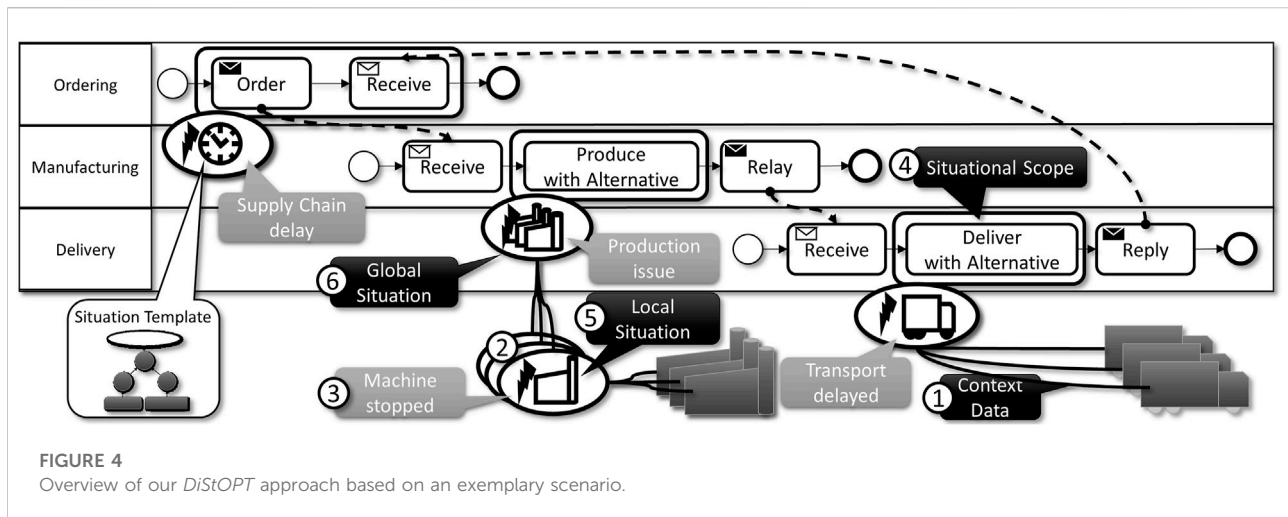 Ordering
Order
Receive
Manufacturing
Receive
Produce
with Alternative
Relay
4
Situational Scope
Supply Chain
delay
Delivery
Receive
Deliver
with Alternative
Reply
Production
issue
6
Global
Situation
Situation Template
5
Local
Situation
2
3
Machine
stopped
Transport
delayed
1
Context
Data
FIGURE 4
Overview of our DiStOPT approach based on an exemplary scenario.